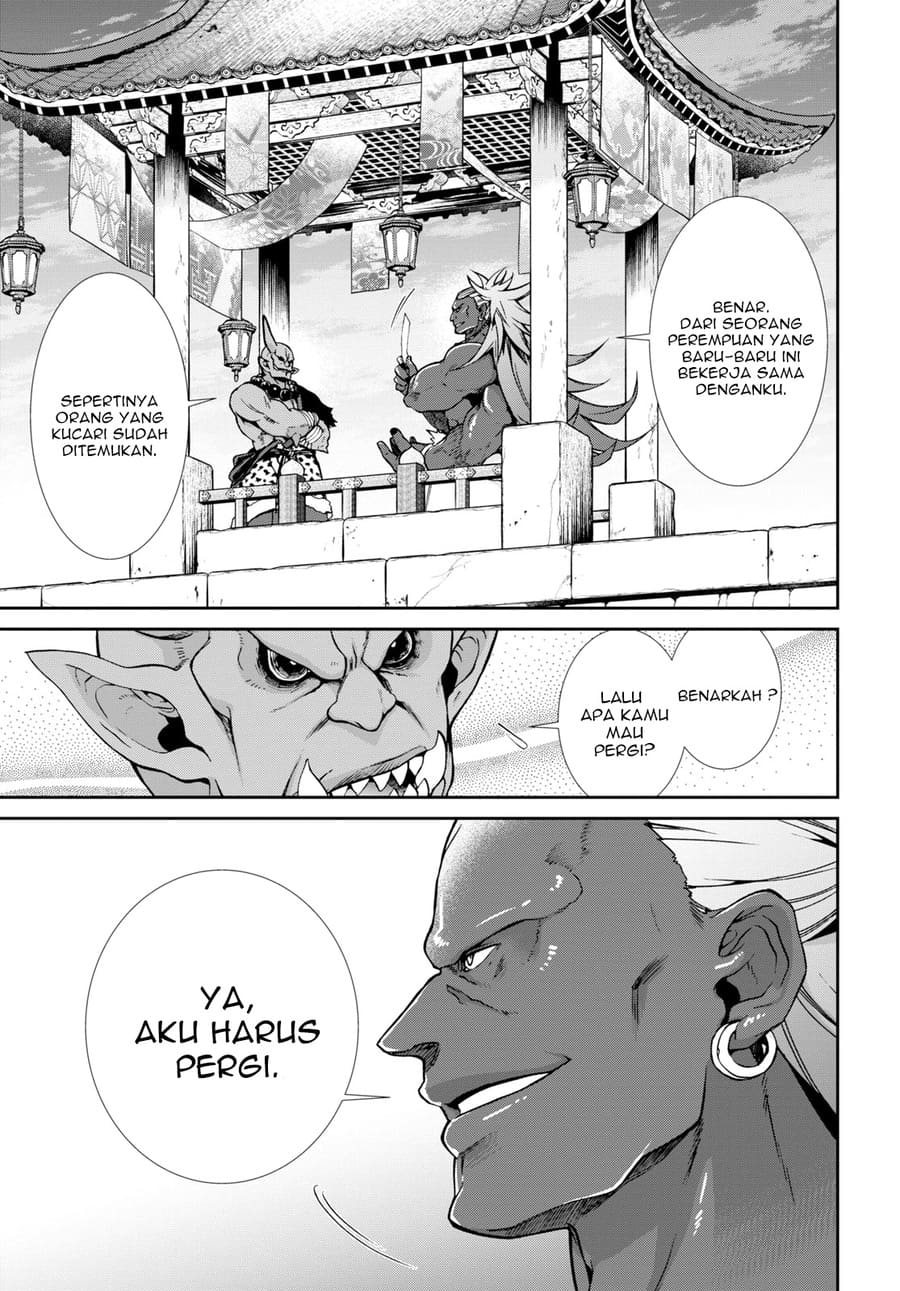 BENAR.
DARI SEORANG
PEREMPUAN YANG
BARU-BARU INI
BEKERJA SAMA
DENGANKU.
SEPERTINYA
ORANG YANG
KUCARI SUDAH
DITEMUKAN.
BENARKAH ?
LALU
APA KAMU
MAU
PERGI?
YA,
AKU HARUS
PERGI.